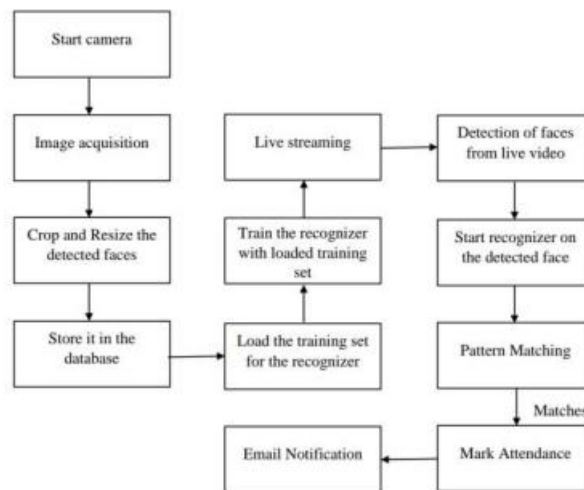 Start camera
Image acquisition
Crop and Resize the
detected faces
Store it in the
database
Load the training set
for the recognizer
Train the recognizer
with loaded training
set
Live streaming
Detection of faces
from live video
Start recognizer on
the detected face
Pattern Matching
Matches
Mark Attendance
Email Notification